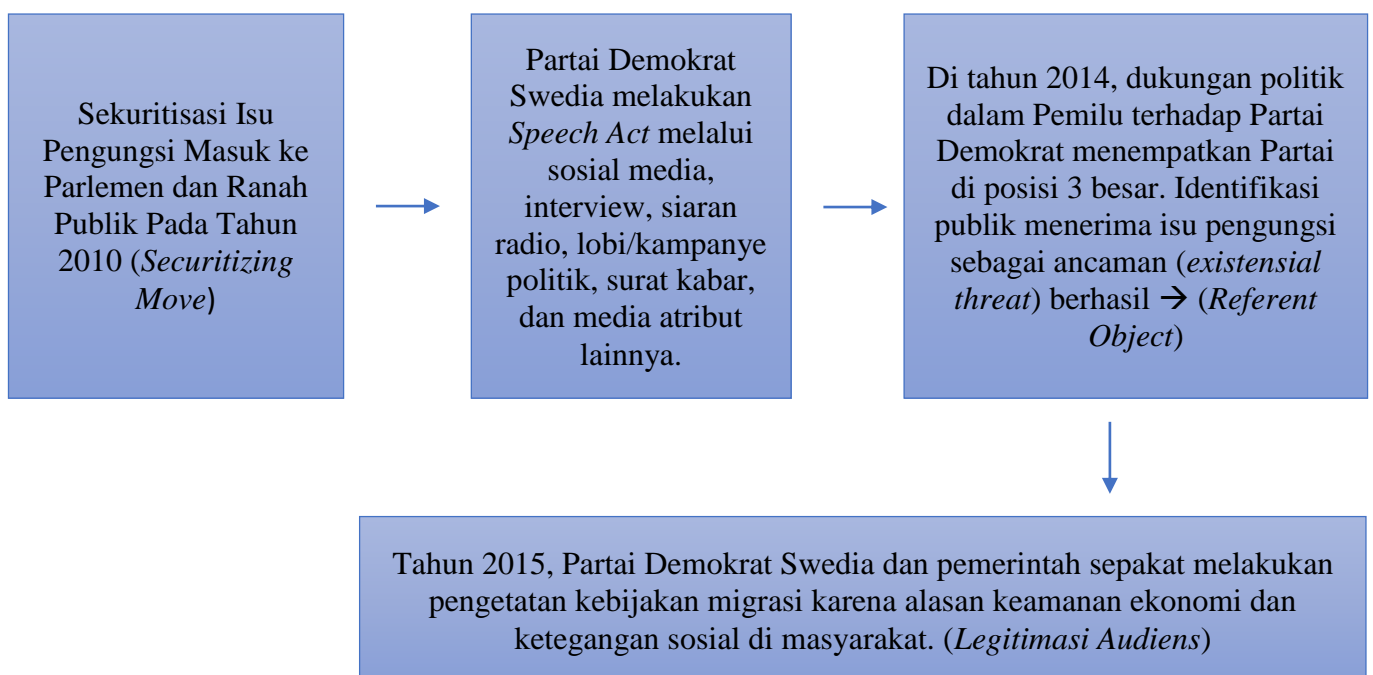 Sekuritisasi Isu
Pengungsi Masuk ke
Parlemen dan Ranah
Publik Pada Tahun
2010 (Securitizing
Move)
Partai Demokrat
Swedia melakukan
Speech Act melalui
sosial media,
interview, siaran
radio, lobi/kampanye
politik, surat kabar,
dan media atribut
lainnya.
Di tahun 2014, dukungan politik
dalam Pemilu terhadap Partai
Demokrat menempatkan Partai
di posisi 3 besar. Identifikasi
publik menerima isu pengungsi
sebagai ancaman (existensial
threat) berhasil → (Referent
Object)
Tahun 2015, Partai Demokrat Swedia dan pemerintah sepakat melakukan
pengetatan kebijakan migrasi karena alasan keamanan ekonomi dan
ketegangan sosial di masyarakat. (Legitimasi Audiens)